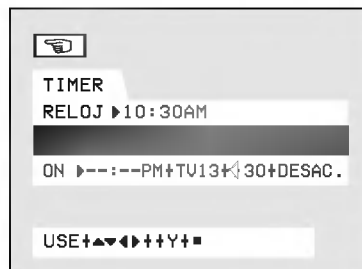 TIMER
RELOJ ▶10:30AM
ON ▶--:--PM+TV13+◁30+DESAC.
USE+▲▼◀▶++Y+■